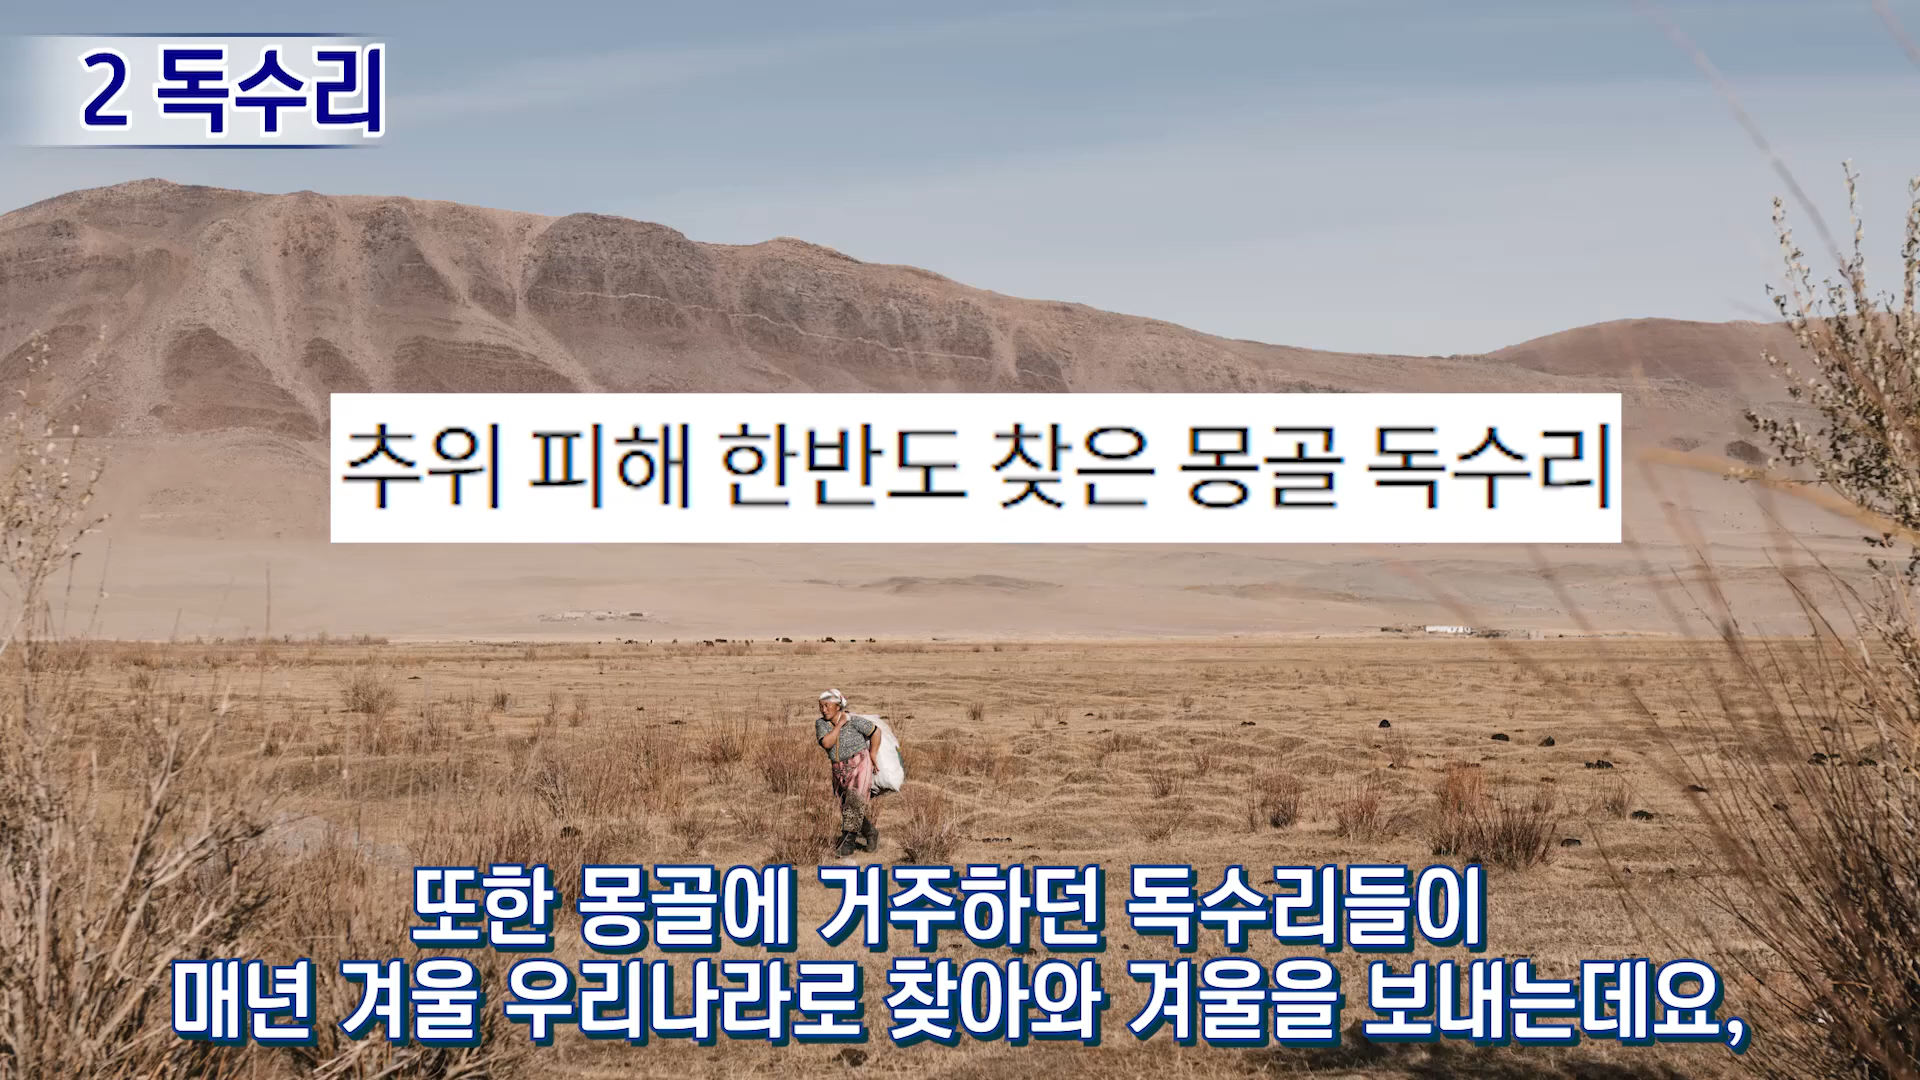 2 독수리
추위 피해 한반도 찾은 몽골 독수리
또한 몽골에 거주하던 독수리들이
매년 겨울 우리나라로 찾아와 겨울을 보내는데요,